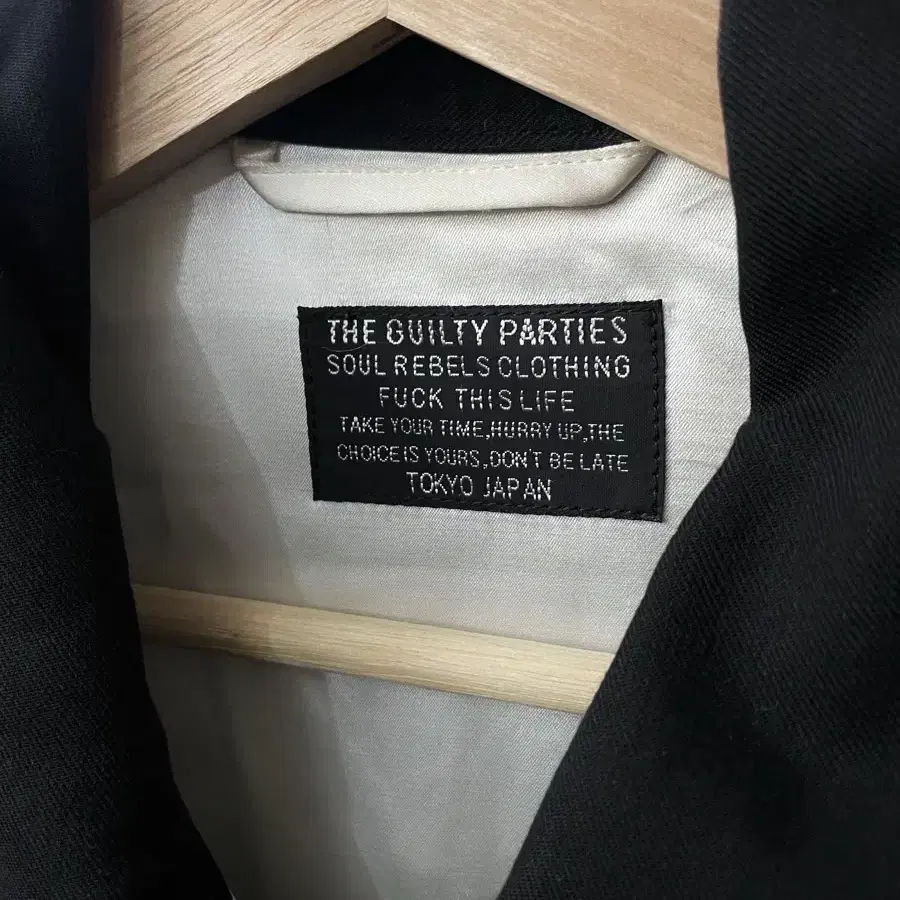 THE GUILTY PARTIES
SOUL REBELS CLOTHING
FUCK THIS LIFE
TAKE YOUR TIME,HURRY UP,THE
CHOICE IS YOURS,DON'T BE LATE
TOKYO JAPAN